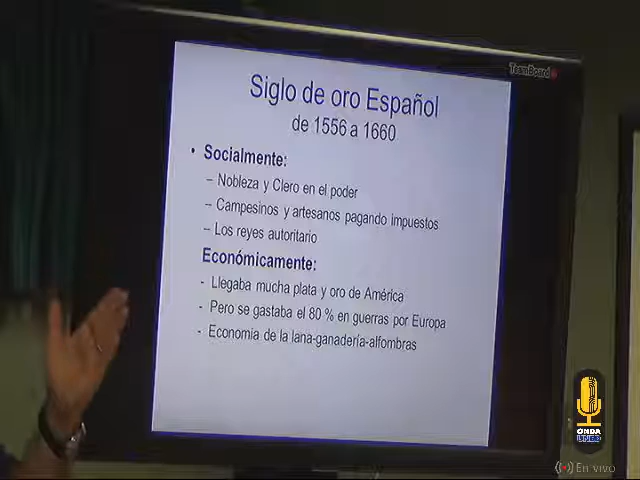 TeamBoard
Siglo de oro Español
de 1556 a 1660
• Socialmente:
– Nobleza y Clero en el poder
– Campesinos y artesanos pagando impuestos
– Los reyes autoritario
Económicamente:
- Llegaba mucha plata y oro de América
- Pero se gastaba el 80 % en guerras por Europa
- Economía de la lana-ganadería-alfombras
ONDA
UNED
En vivo